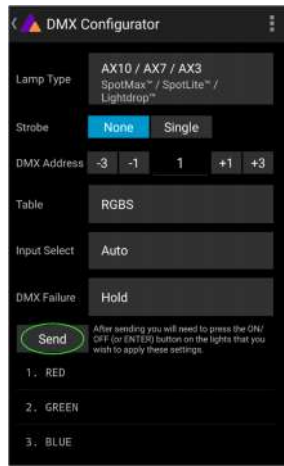 DMX Configurator
Lamp Type
AX10 / AX7 / AX3
SpotMax™ / SpotLite™ /
Lightdrop™
Strobe
None
Single
DMX Address
-3
-1
1
+1
+3
Table
RGBS
Input Select
Auto
DMX Failure
Hold
Send
After sending you will need to press the ON/
OFF (or ENTER) button on the lights that you
wish to apply these settings.
1. RED
2. GREEN
3. BLUE